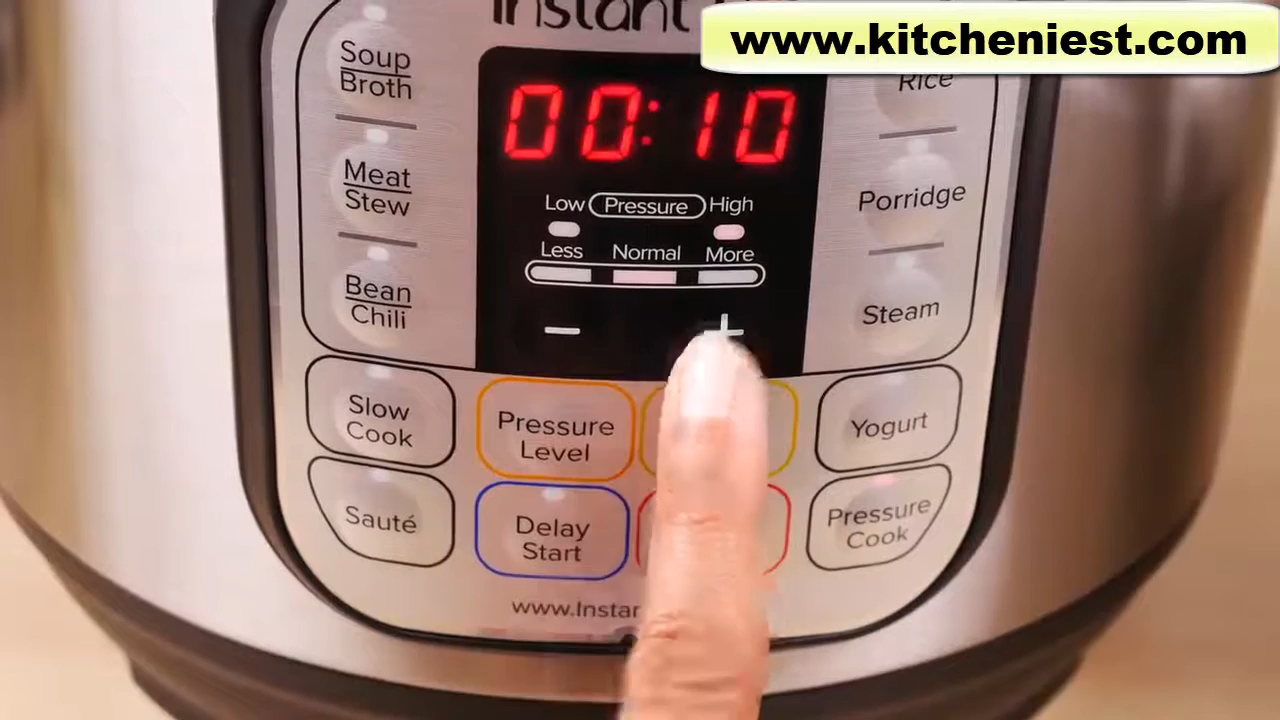 Instant
www.kitcheniest.com
Soup
Broth
Meat
Stew
Bean
Chili
00:10
Low Pressure High
Less Normal More
− +
Rice
Porridge
Steam
Slow
Cook
Pressure
Level
Yogurt
Sauté
Delay
Start
Pressure
Cook
www.Instan